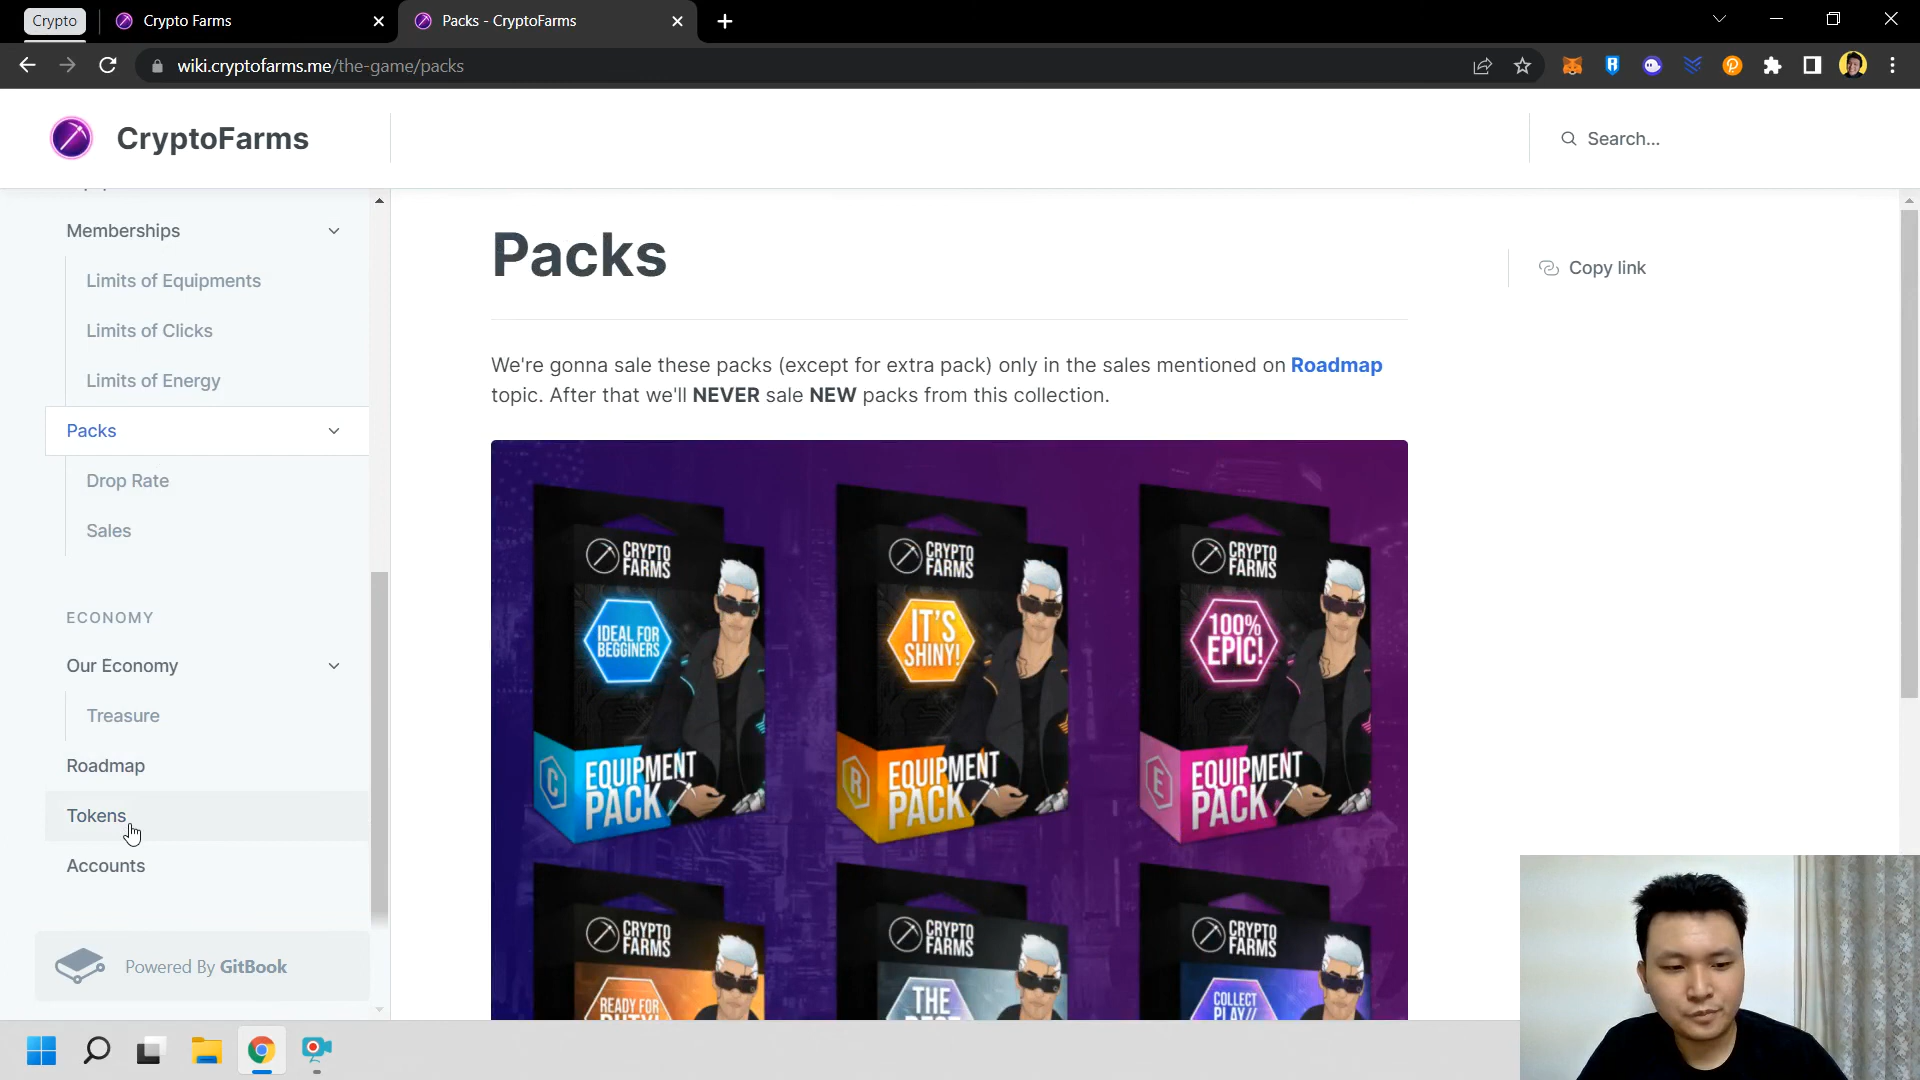 Crypto
Crypto Farms
Packs - CryptoFarms
wiki.cryptofarms.me/the-game/packs
CryptoFarms
Search...
Memberships
Limits of Equipments
Limits of Clicks
Limits of Energy
Packs
Drop Rate
Sales
ECONOMY
Our Economy
Treasure
Roadmap
Tokens
Accounts
Powered By GitBook
Packs
Copy link
We're gonna sale these packs (except for extra pack) only in the sales mentioned on Roadmap
topic. After that we'll NEVER sale NEW packs from this collection.
CRYPTO
FARMS
IDEAL FOR
BEGGINERS
C
EQUIPMENT
PACK
CRYPTO
FARMS
IT'S
SHINY!
R
EQUIPMENT
PACK
CRYPTO
FARMS
100%
EPIC!
E
EQUIPMENT
PACK
CRYPTO
FARMS
READY FOR
CRYPTO
FARMS
THE
CRYPTO
FARMS
COLLECT
PLAY//